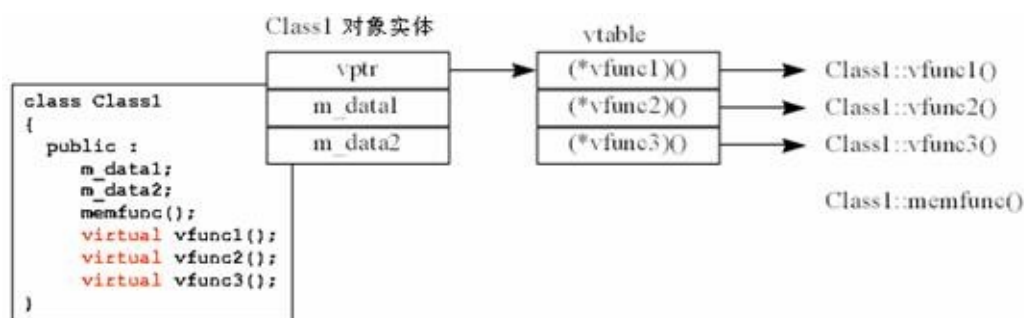 Class1 对象实体
vptr
m_data1
m_data2
vtable
(*vfunc1)()
(*vfunc2)()
(*vfunc3)()
Class1::vfunc1()
Class1::vfunc2()
Class1::vfunc3()
Class1::memfunc()
class Class1
{
public :
m_data1;
m_data2;
memfunc();
virtual vfunc1();
virtual vfunc2();
virtual vfunc3();
}